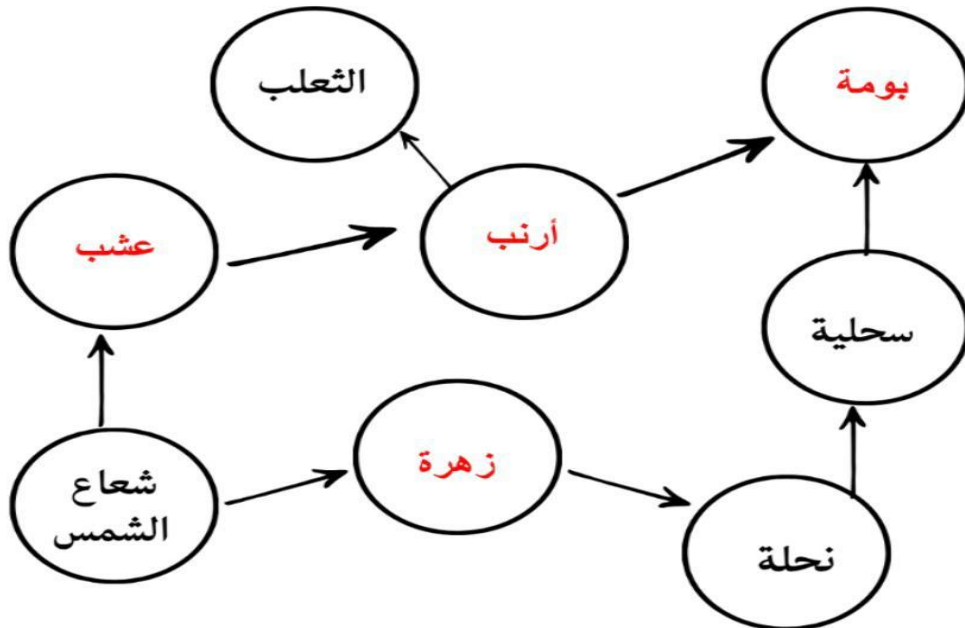 الثعلب
بومة
عشب
أرنب
سحلية
شعاع
الشمس
زهرة
نحلة